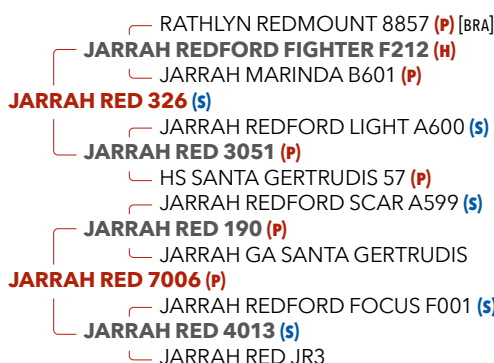 RATHLYN REDMOUNT 8857 (P) [BRA]
JARRAH REDFORD FIGHTER F212 (H)
JARRAH MARINDA B601 (P)
JARRAH RED 326 (S)
JARRAH REDFORD LIGHT A600 (S)
JARRAH RED 3051 (P)
HS SANTA GERTRUDIS 57 (P)
JARRAH REDFORD SCAR A599 (S)
JARRAH RED 190 (P)
JARRAH GA SANTA GERTRUDIS
JARRAH RED 7006 (P)
JARRAH REDFORD FOCUS F001 (S)
JARRAH RED 4013 (S)
JARRAH RED JR3